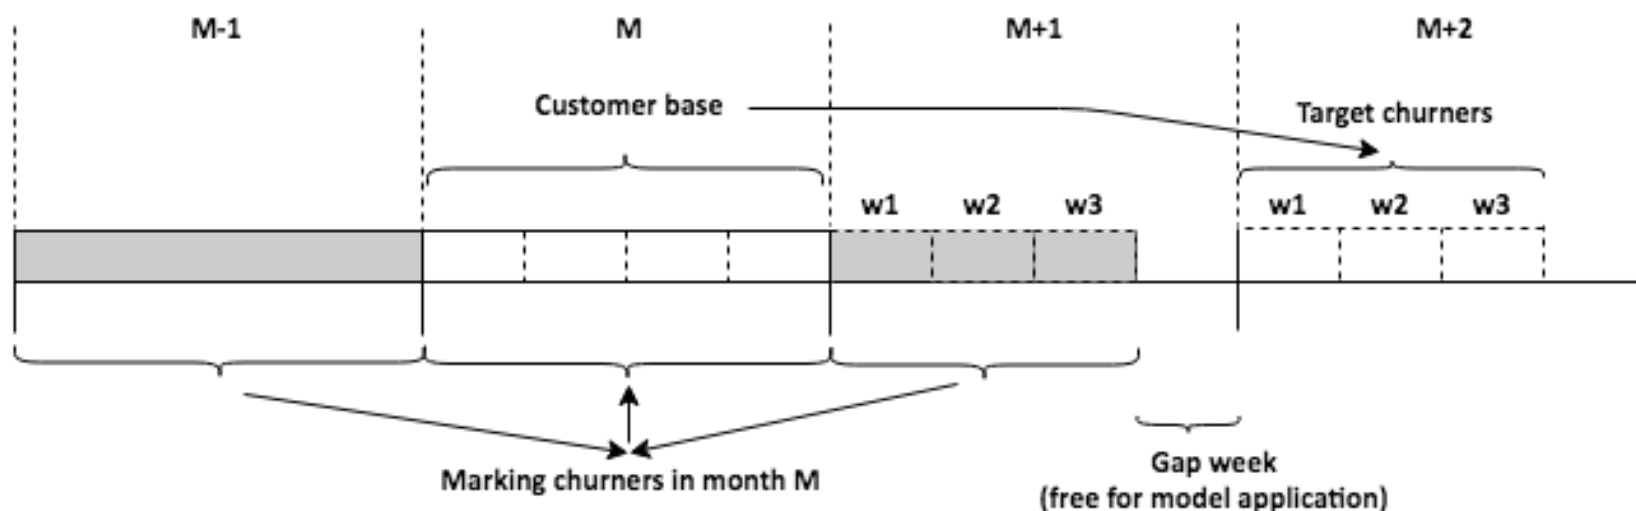 M-1 M M+1 M+2
Customer base
Target churners
w1 w2 w3 w1 w2 w3
Marking churners in month M
Gap week
(free for model application)